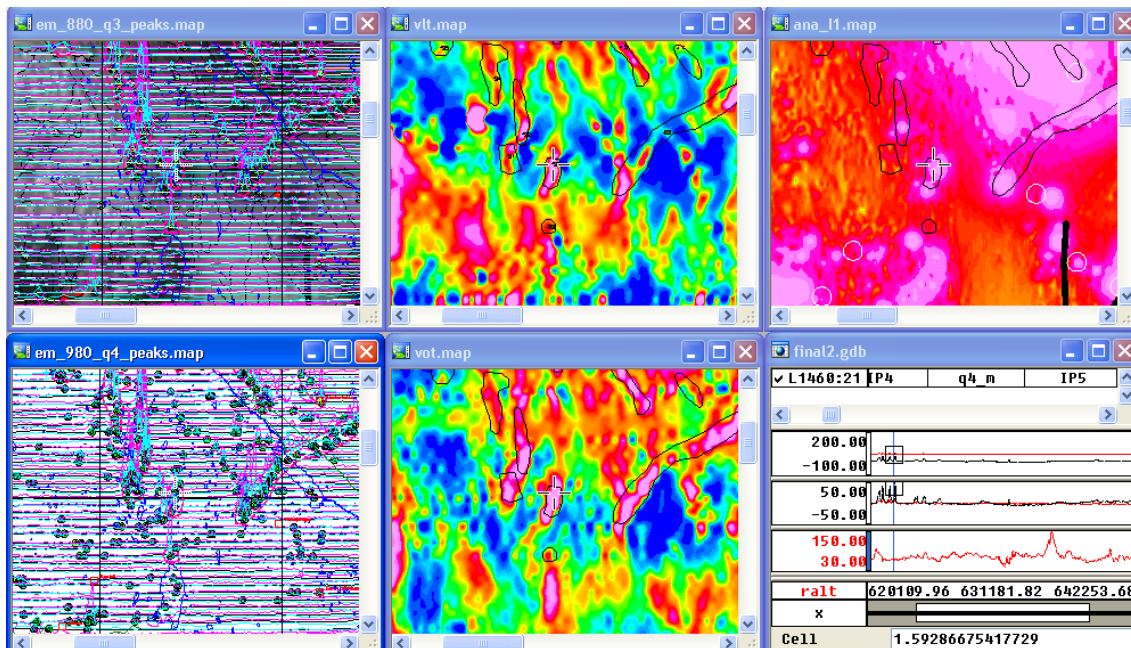 em_880_q3_peaks.map
vlt.map
ana_l1.map
em_980_q4_peaks.map
vot.map
final2.gdb
L1460:21 IP4 q4_m IP5
200.00
-100.00
50.00
-50.00
150.00
30.00
ralt 620109.96 631181.82 642253.68
x
Cell 1.59286675417729